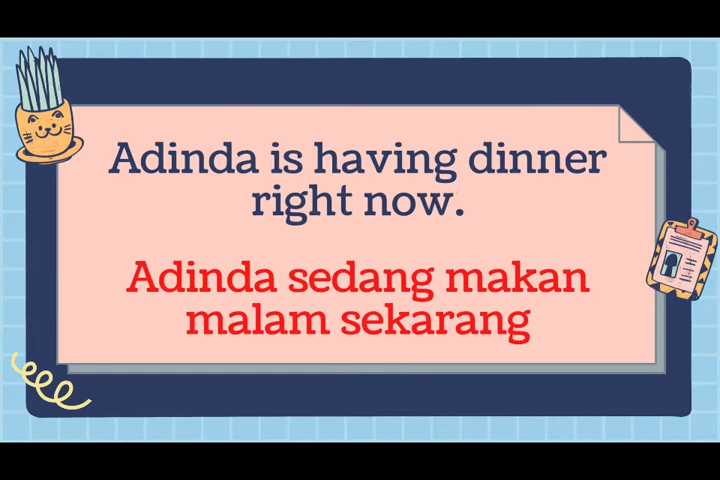 Adinda is having dinner
right now.
Adinda sedang makan
malam sekarang